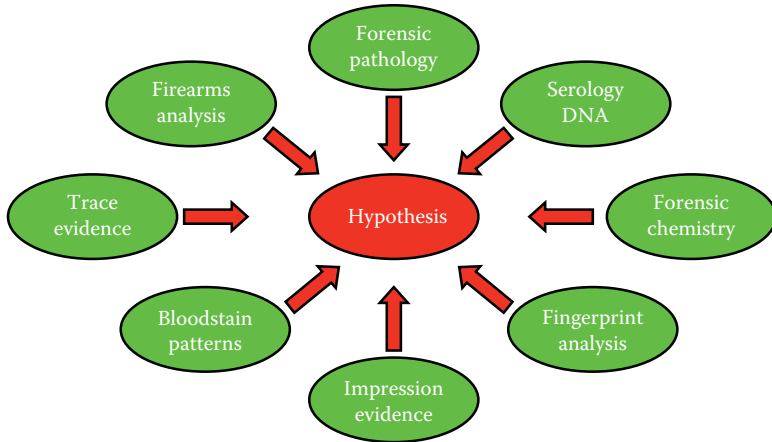 Forensic
pathology
Firearms
analysis
Serology
DNA
Trace
evidence
Hypothesis
Forensic
chemistry
Bloodstain
patterns
Fingerprint
analysis
Impression
evidence